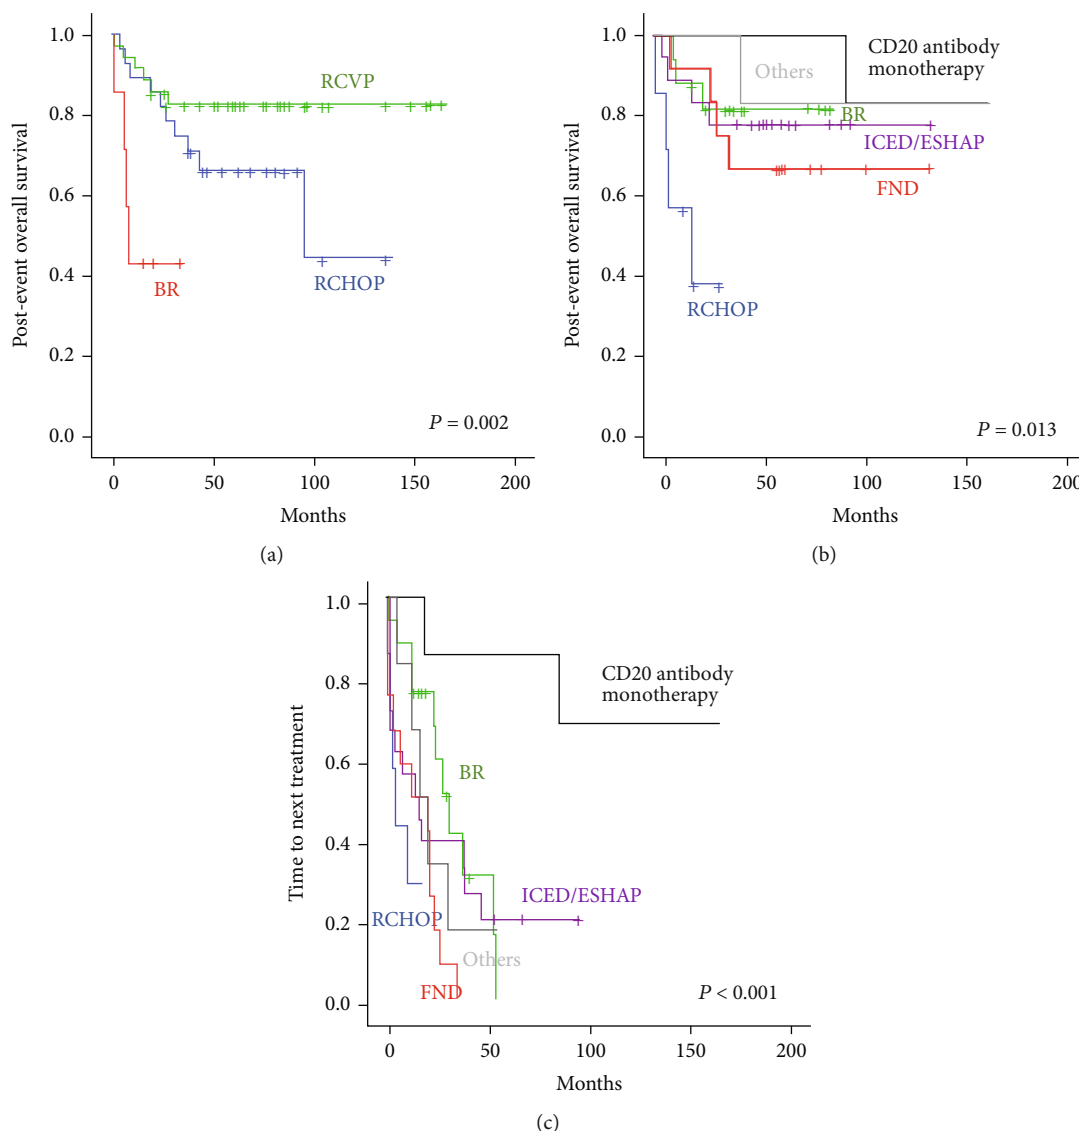 1.0
0.8
0.6
0.4
0.2
0.0
Post-event overall survival
RCVP
RCHOP
BR
P = 0.002
0 50 100 150 200
Months
(a)
1.0
0.8
0.6
0.4
0.2
0.0
Post-event overall survival
CD20 antibody
monotherapy
Others
BR
ICED/ESHAP
FND
RCHOP
P = 0.013
0 50 100 150 200
Months
(b)
1.0
0.8
0.6
0.4
0.2
0.0
Time to next treatment
CD20 antibody
monotherapy
BR
ICED/ESHAP
RCHOP
Others
FND
P < 0.001
0 50 100 150 200
Months
(c)